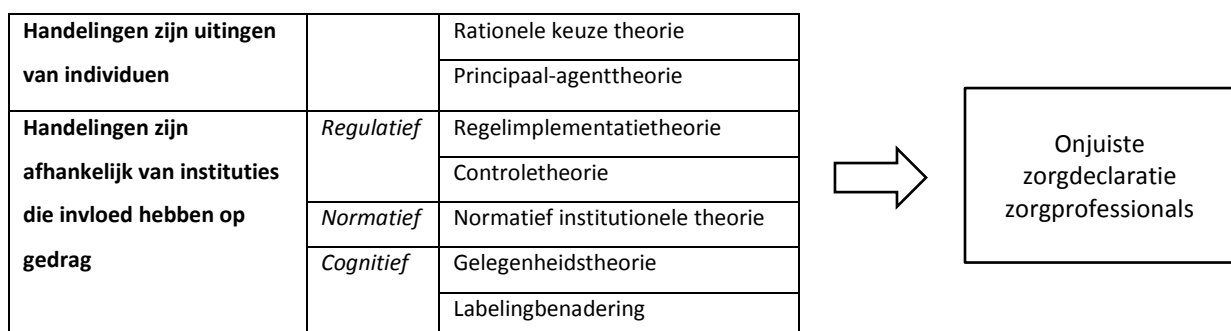 Handelingen zijn uitingen
van individuen
Rationele keuze theorie
Principaal-agenttheorie
Handelingen zijn
afhankelijk van instituties
die invloed hebben op
gedrag
Regulatief
Regelimplementatietheorie
Controletheorie
Normatief
Normatief institutionele theorie
Cognitief
Gelegenheidstheorie
Labelingbenadering
Onjuiste
zorgdeclaratie
zorgprofessionals